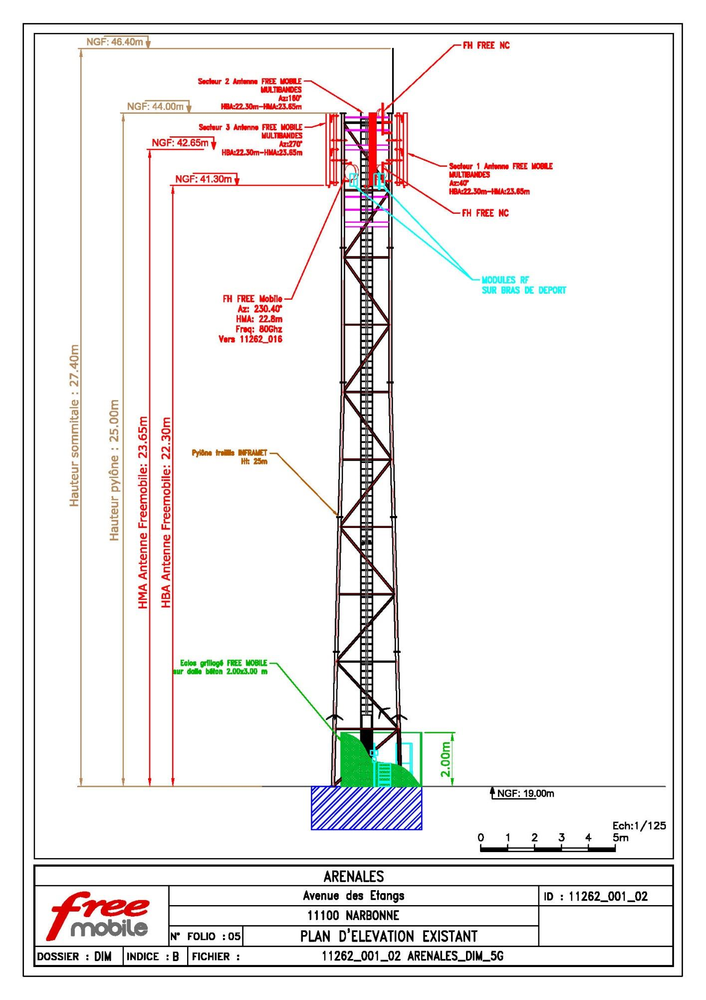 NGF: 46.40m
FH FREE NC
Secteur 2 Antenne FREE MOBILE
MULTIBANDES
Az:160°
HBA:22.30m-HMA:23.65m
NGF: 44.00m
Secteur 3 Antenne FREE MOBILE
MULTIBANDES
Az:270°
HBA:22.30m-HMA:23.65m
NGF: 42.65m
Secteur 1 Antenne FREE MOBILE
MULTIBANDES
Az:40°
HBA:22.30m-HMA:23.65m
NGF: 41.30m
FH FREE NC
MODULES RF
SUR BRAS DE DEPORT
FH FREE Mobile
Az: 230.40°
HMA: 22.8m
Freq: 80Ghz
Vers 11262_016
Hauteur sommitale : 27.40m
Hauteur pylône : 25.00m
HMA Antenne Freemobile: 23.65m
HBA Antenne Freemobile: 22.30m
Pylône treillis INFRAMET
Ht: 25m
Eclos grillagé FREE MOBILE
sur dalle béton 2.00x3.00 m
2.00m
NGF: 19.00m
Ech:1/125
0 1 2 3 4 5m
ARENALES
free
mobile
Avenue des Etangs
ID : 11262_001_02
11100 NARBONNE
N° FOLIO : 05
PLAN D'ELEVATION EXISTANT
DOSSIER : DIM
INDICE : B
FICHIER :
11262_001_02 ARENALES_DIM_5G